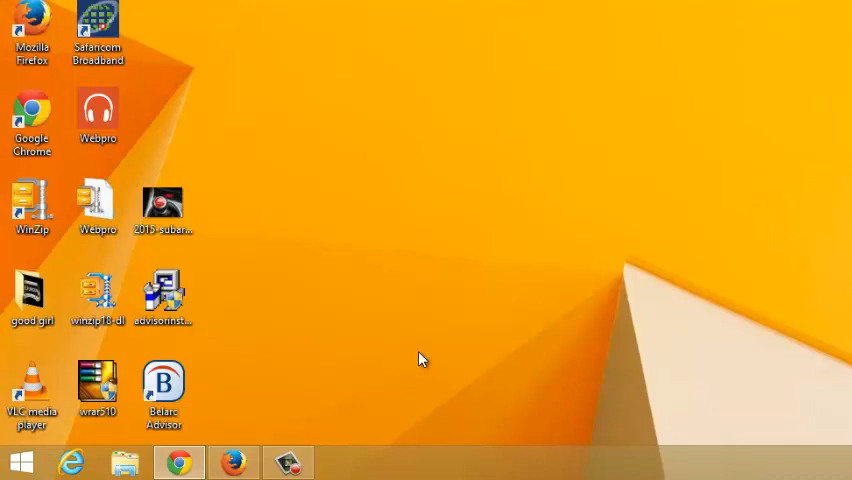 Mozilla
Firefox
Safaricom
Broadband
Google
Chrome
Webpro
WinZip
Webpro
2015-subar...
good girl
winzip18-dl
advisorinst...
VLC media
player
wrar510
Belarc
Advisor
B